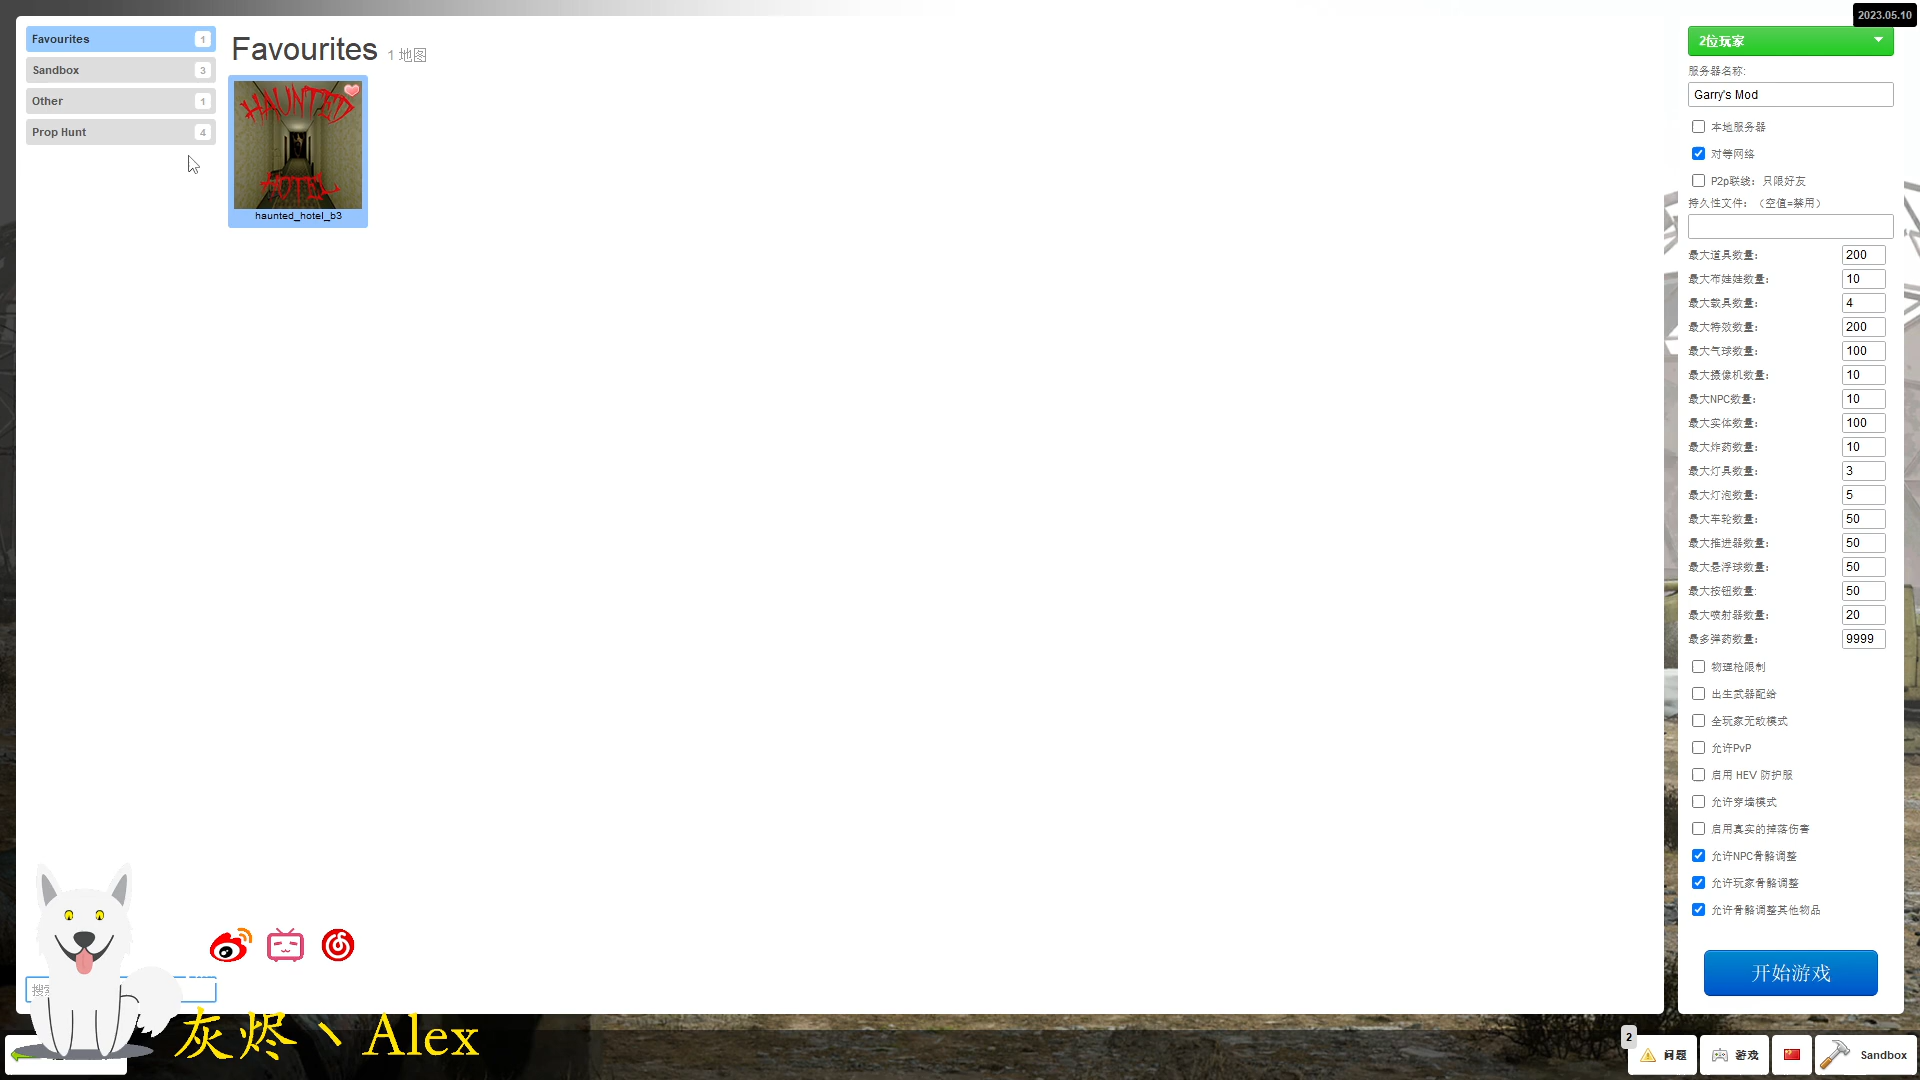 2023.05.10
Favourites 1
Sandbox 3
Other 1
Prop Hunt 4
Favourites 1 地图
HAUNTED
HOTEL
haunted_hotel_b3
2位玩家
服务器名称:
Garry's Mod
本地服务器
对等网络
P2p联线：只限好友
持久性文件：（空值=禁用）
最大道具数量: 200
最大布娃娃数量: 10
最大载具数量: 4
最大特效数量: 200
最大气球数量: 100
最大摄像机数量: 10
最大NPC数量: 10
最大实体数量: 100
最大炸药数量: 10
最大灯具数量: 3
最大灯泡数量: 5
最大车轮数量: 50
最大推进器数量: 50
最大悬浮球数量: 50
最大按钮数量: 50
最大喷射器数量: 20
最多弹药数量: 9999
物理枪限制
出生武器配给
全玩家无敌模式
允许PvP
启用 HEV 防护服
允许穿墙模式
启用真实的掉落伤害
允许NPC骨骼调整
允许玩家骨骼调整
允许骨骼调整其他物品
开始游戏
灰烬丶Alex
2
问题
游戏
Sandbox